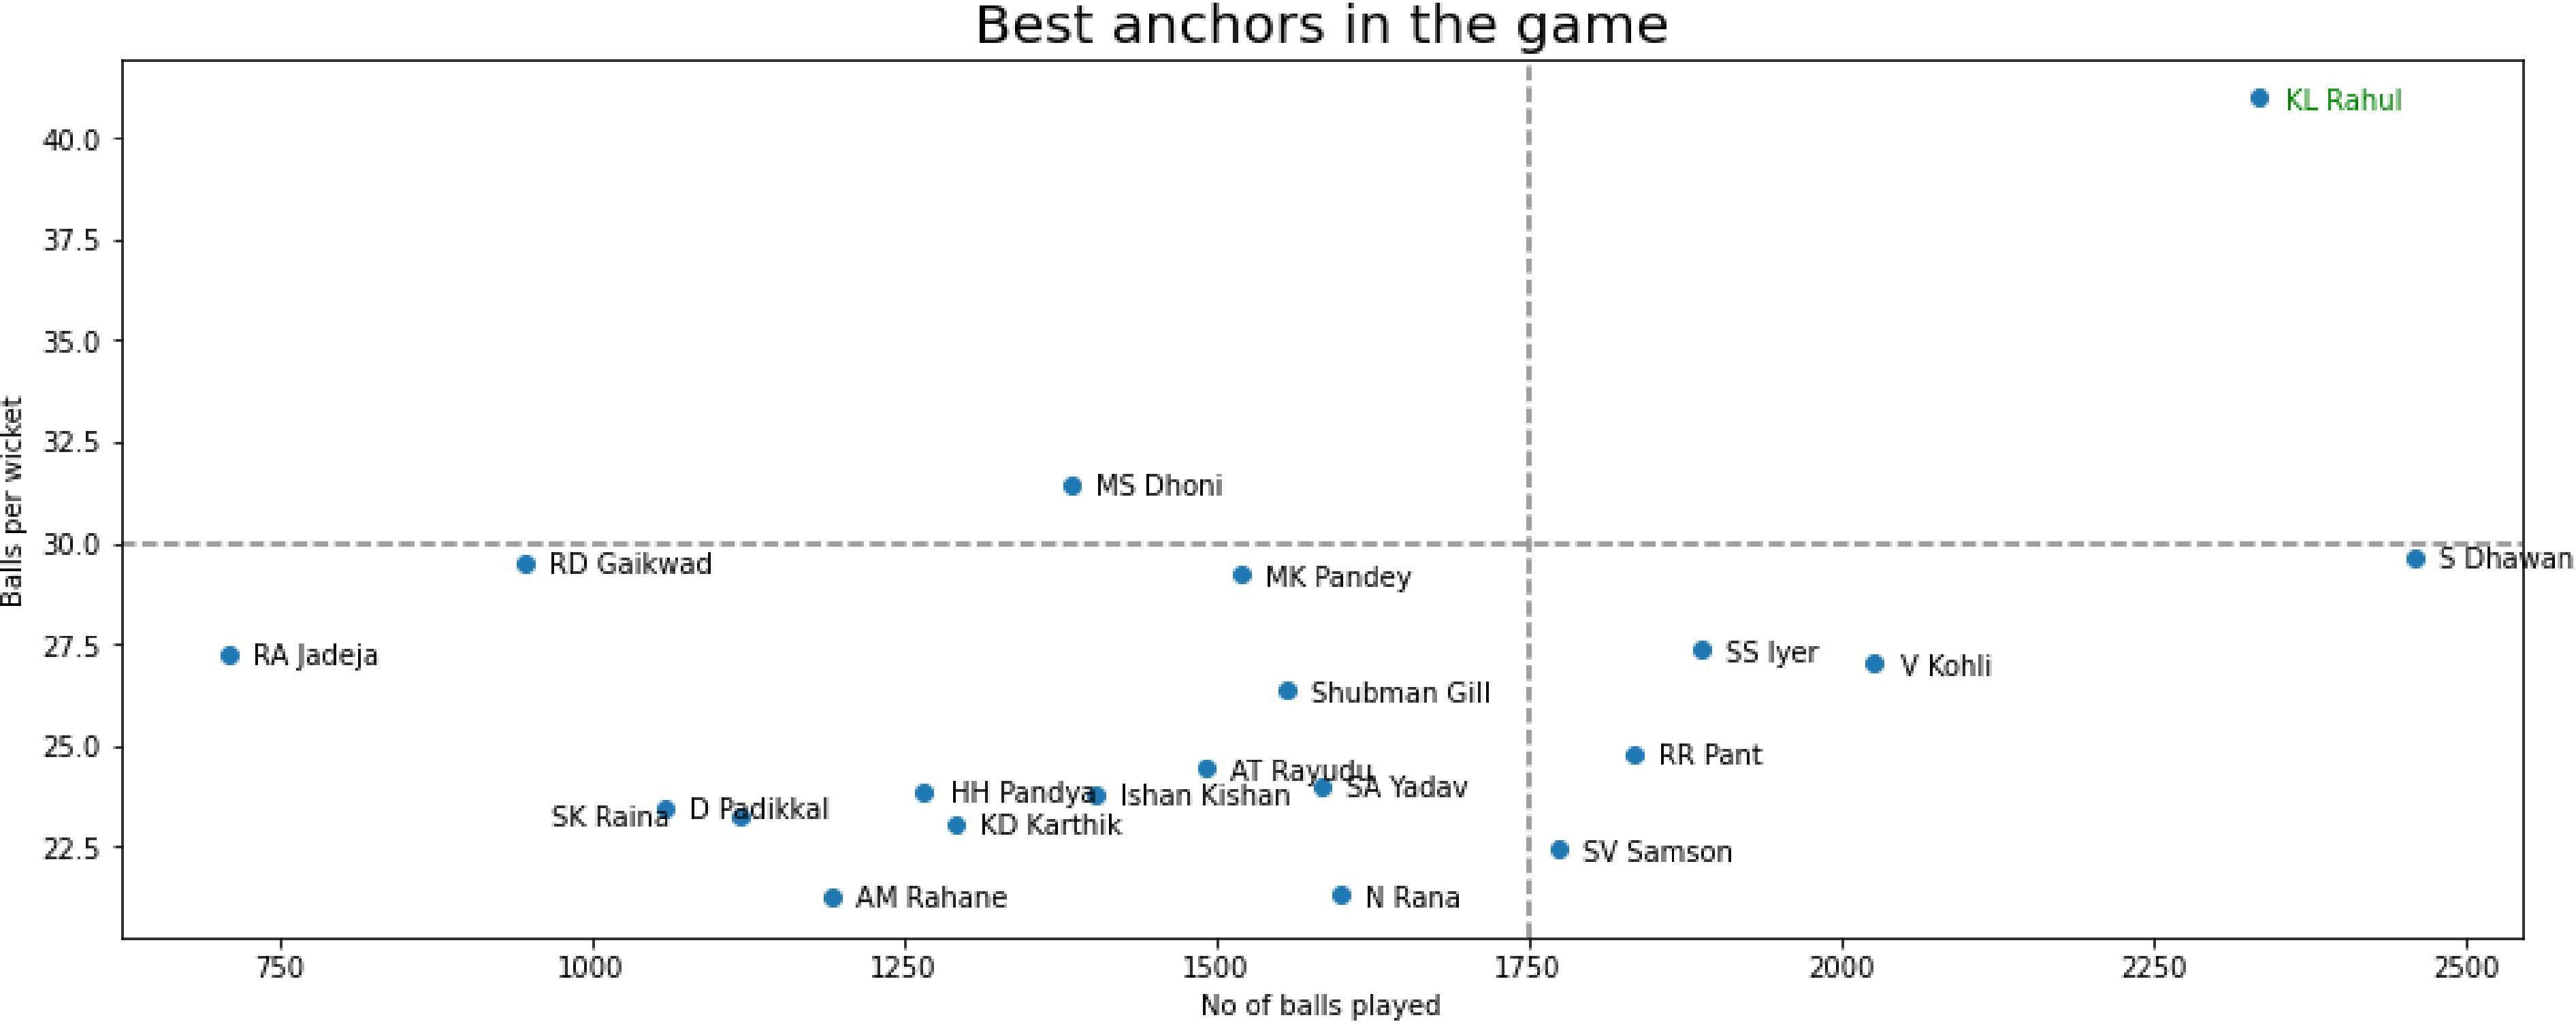 Best anchors in the game
KL Rahul
40.0
37.5
35.0
32.5
Balls per wicket
MS Dhoni
30.0
RD Gaikwad
MK Pandey
S Dhawan
27.5
RA Jadeja
SS Iyer
V Kohli
Shubman Gill
25.0
RR Pant
AT Rayudu
SA Yadav
HH Pandya
Ishan Kishan
D Padikkal
SK Raina
KD Karthik
22.5
SV Samson
AM Rahane
N Rana
750 1000 1250 1500 1750 2000 2250 2500
No of balls played